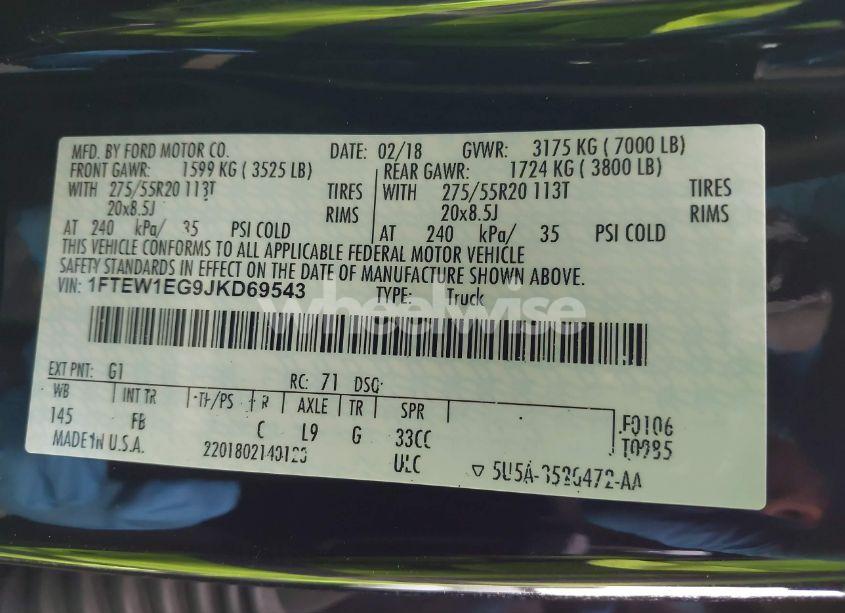 MFD. BY FORD MOTOR CO. DATE: 02/18 GVWR: 3175 KG ( 7000 LB)
FRONT GAWR: 1599 KG ( 3525 LB) REAR GAWR: 1724 KG ( 3800 LB)
WITH 275/55R20 113T TIRES WITH 275/55R20 113T TIRES
20x8.5J RIMS 20x8.5J RIMS
AT 240 kPa/ 35 PSI COLD AT 240 kPa/ 35 PSI COLD
THIS VEHICLE CONFORMS TO ALL APPLICABLE FEDERAL MOTOR VEHICLE
SAFETY STANDARDS IN EFFECT ON THE DATE OF MANUFACTURE SHOWN ABOVE.
VIN: 1FTEW1EG9JKD69543 TYPE: Truck
wheelwise
EXT PNT: G1 RC: 71 DSO:
WB INT TR TP/PS R AXLE TR SPR
145 FB C L9 G 33CC F0106
MADE IN U.S.A. ULC